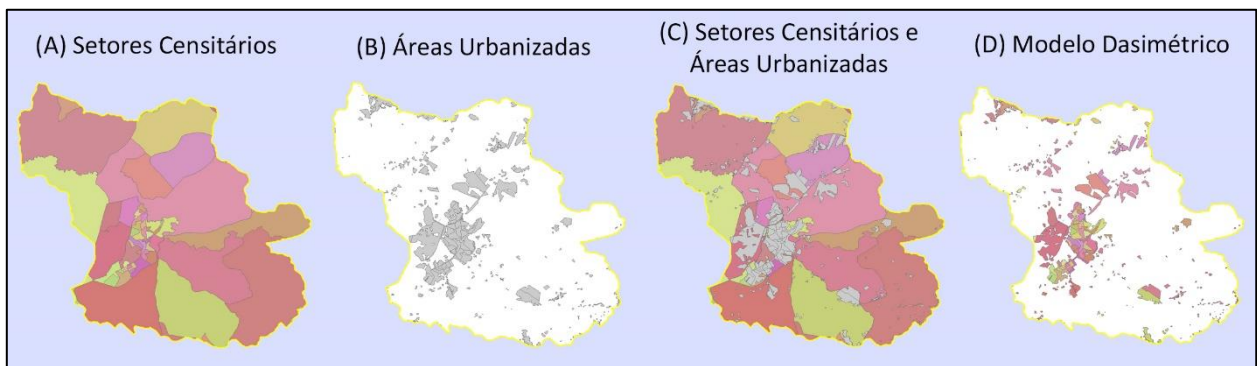 (A) Setores Censitários
(B) Áreas Urbanizadas
(C) Setores Censitários e
Áreas Urbanizadas
(D) Modelo Dasimétrico